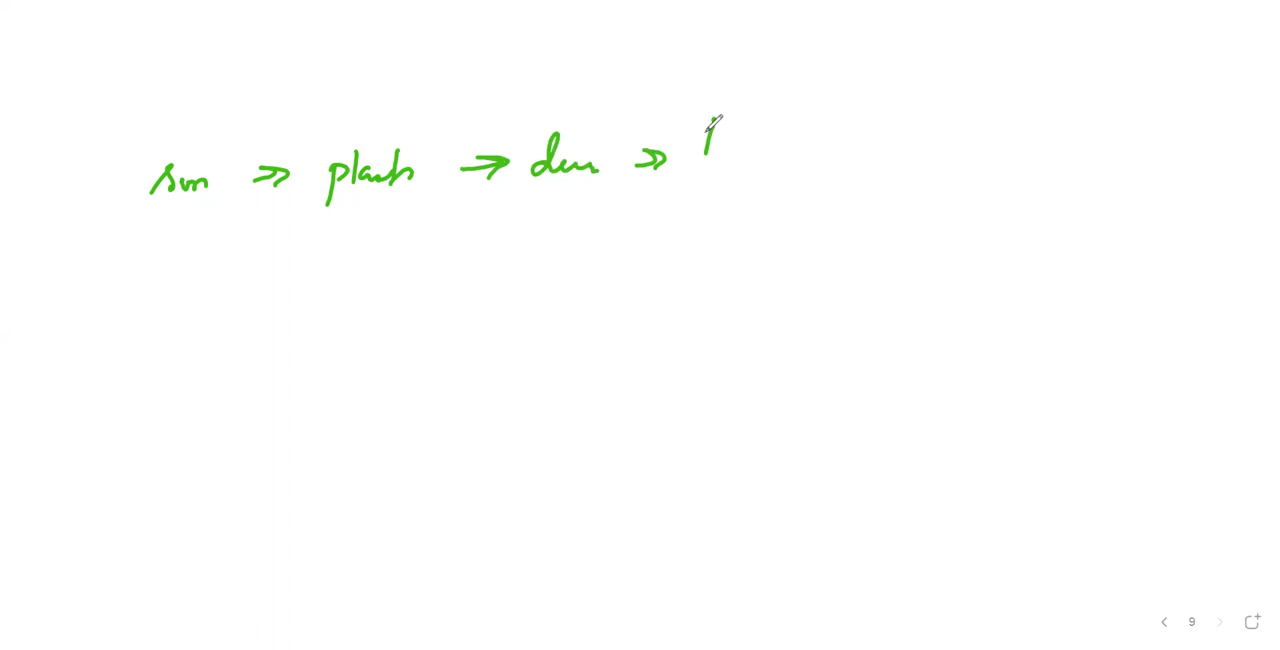 sun → plants → deer →
9